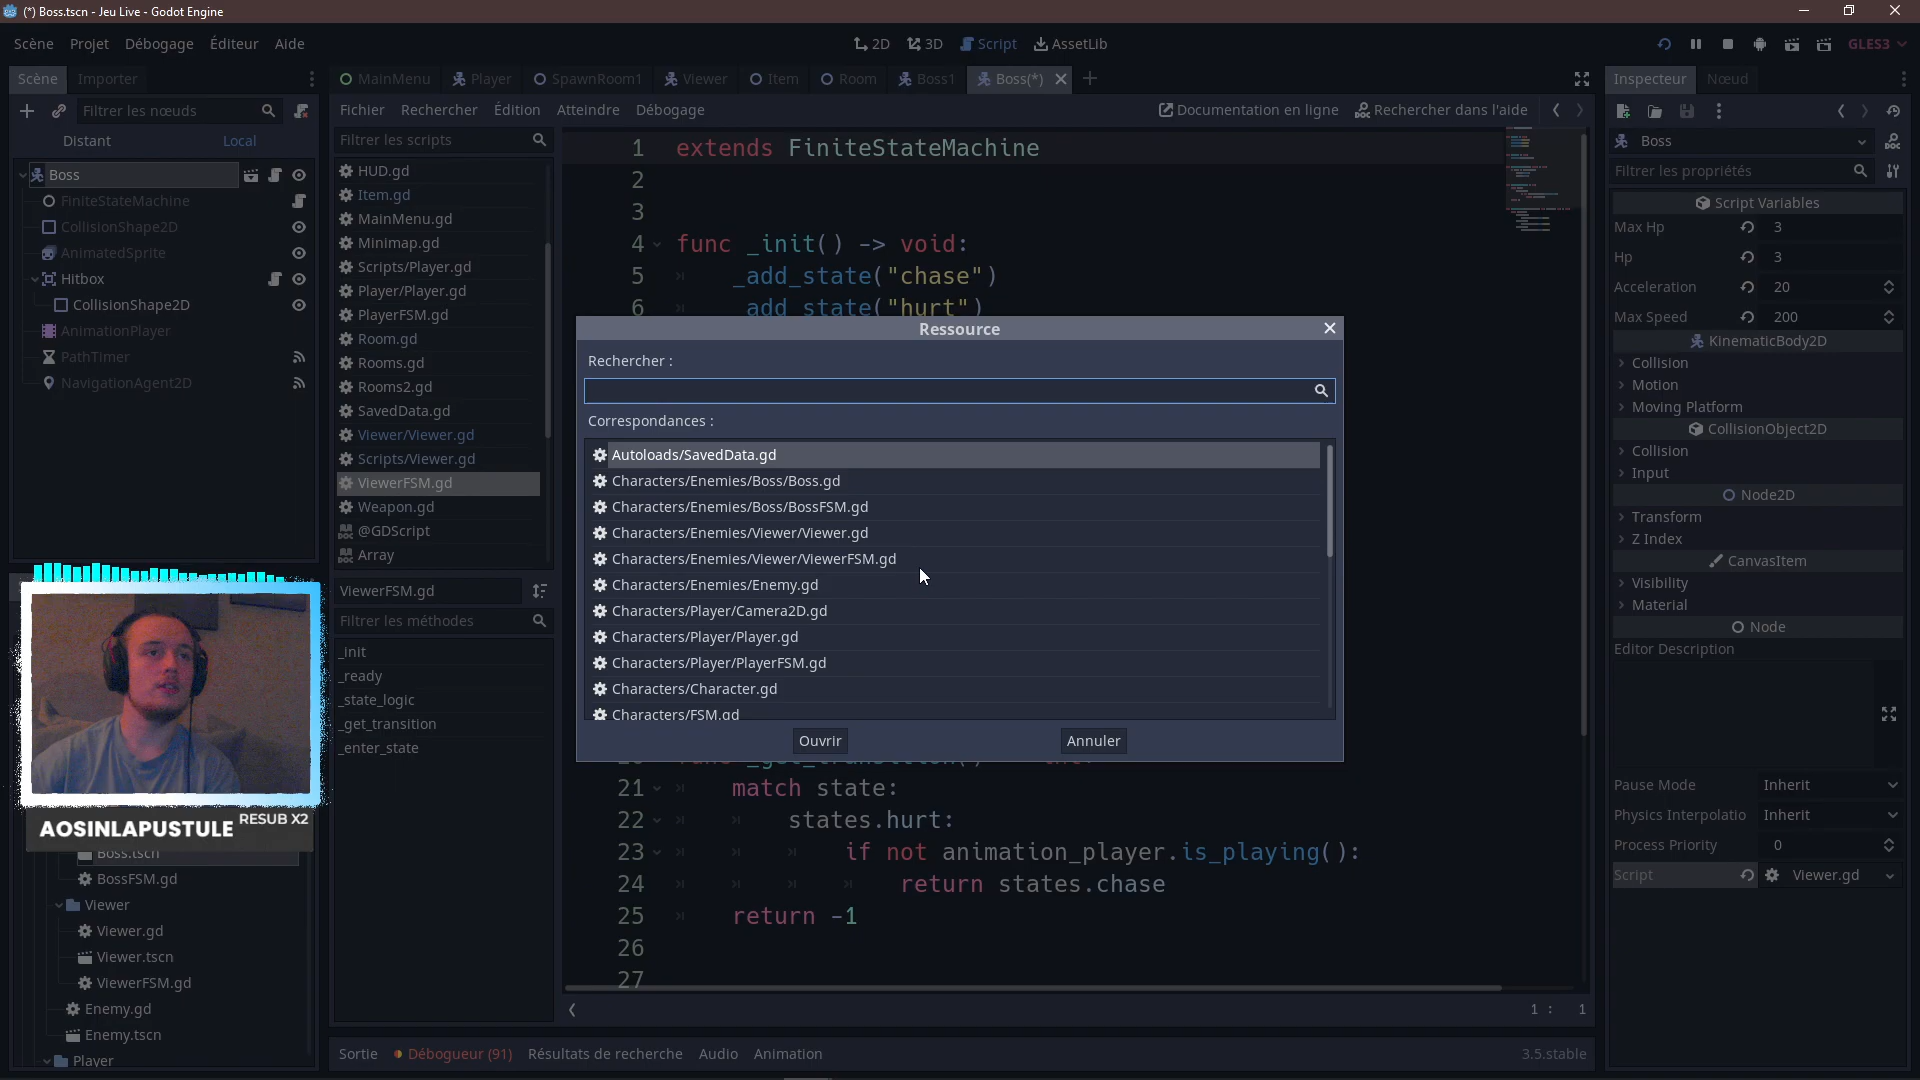 (*) Boss.tscn - Jeu Live - Godot Engine
Scène Projet Débogage Éditeur Aide
2D 3D Script AssetLib
GLES3
Scène Importer
Filtrer les nœuds
Distant Local
Boss
FiniteStateMachine
CollisionShape2D
AnimatedSprite
Hitbox
CollisionShape2D
AnimationPlayer
PathTimer
NavigationAgent2D
MainMenu Player SpawnRoom1 Viewer Item Room Boss1 Boss(*)
Fichier Rechercher Édition Atteindre Débogage
Documentation en ligne Rechercher dans l'aide
Filtrer les scripts
HUD.gd
Item.gd
MainMenu.gd
Minimap.gd
Scripts/Player.gd
Player/Player.gd
PlayerFSM.gd
Room.gd
Rooms.gd
Rooms2.gd
SavedData.gd
Viewer/Viewer.gd
Scripts/Viewer.gd
ViewerFSM.gd
Weapon.gd
@GDScript
Array
ViewerFSM.gd
Filtrer les méthodes
_init
_ready
_state_logic
_get_transition
_enter_state
1 extends FiniteStateMachine
2
3
4 func _init() -> void:
5 _add_state("chase")
6 _add_state("hurt")
Ressource
Rechercher :
Correspondances :
Autoloads/SavedData.gd
Characters/Enemies/Boss/Boss.gd
Characters/Enemies/Boss/BossFSM.gd
Characters/Enemies/Viewer/Viewer.gd
Characters/Enemies/Viewer/ViewerFSM.gd
Characters/Enemies/Enemy.gd
Characters/Player/Camera2D.gd
Characters/Player/Player.gd
Characters/Player/PlayerFSM.gd
Characters/Character.gd
Characters/FSM.gd
Ouvrir Annuler
21 match state:
22 states.hurt:
23 if not animation_player.is_playing():
24 return states.chase
25 return -1
26
27
1 : 1
Sortie Débogueur (91) Résultats de recherche Audio Animation
3.5.stable
AOSINLAPUSTULE RESUB X2
Boss.tscn
BossFSM.gd
Viewer
Viewer.gd
Viewer.tscn
ViewerFSM.gd
Enemy.gd
Enemy.tscn
Player
Inspecteur Nœud
Boss
Filtrer les propriétés
Script Variables
Max Hp 3
Hp 3
Acceleration 20
Max Speed 200
KinematicBody2D
Collision
Motion
Moving Platform
CollisionObject2D
Collision
Input
Node2D
Transform
Z Index
CanvasItem
Visibility
Material
Node
Editor Description
Pause Mode Inherit
Physics Interpolatio Inherit
Process Priority 0
Script Viewer.gd